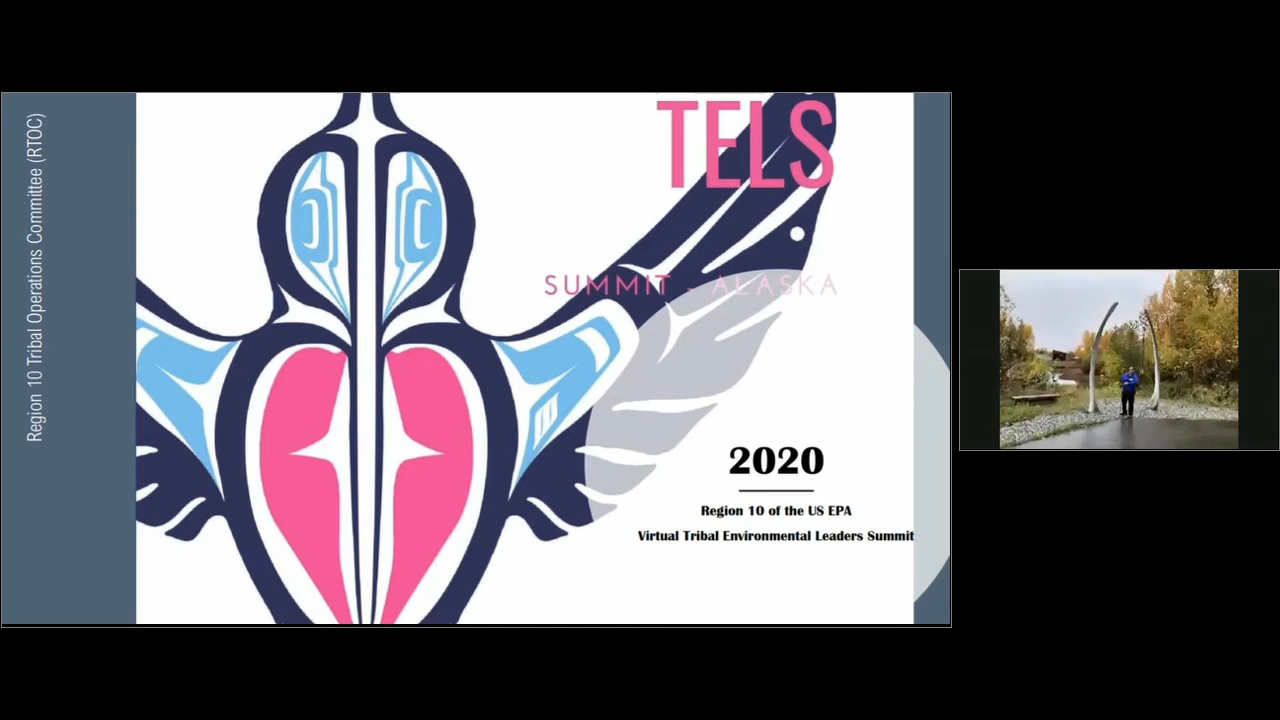 Region 10 Tribal Operations Committee (RTOC)
TELS
SUMMIT - ALASKA
2020
Region 10 of the US EPA
Virtual Tribal Environmental Leaders Summit